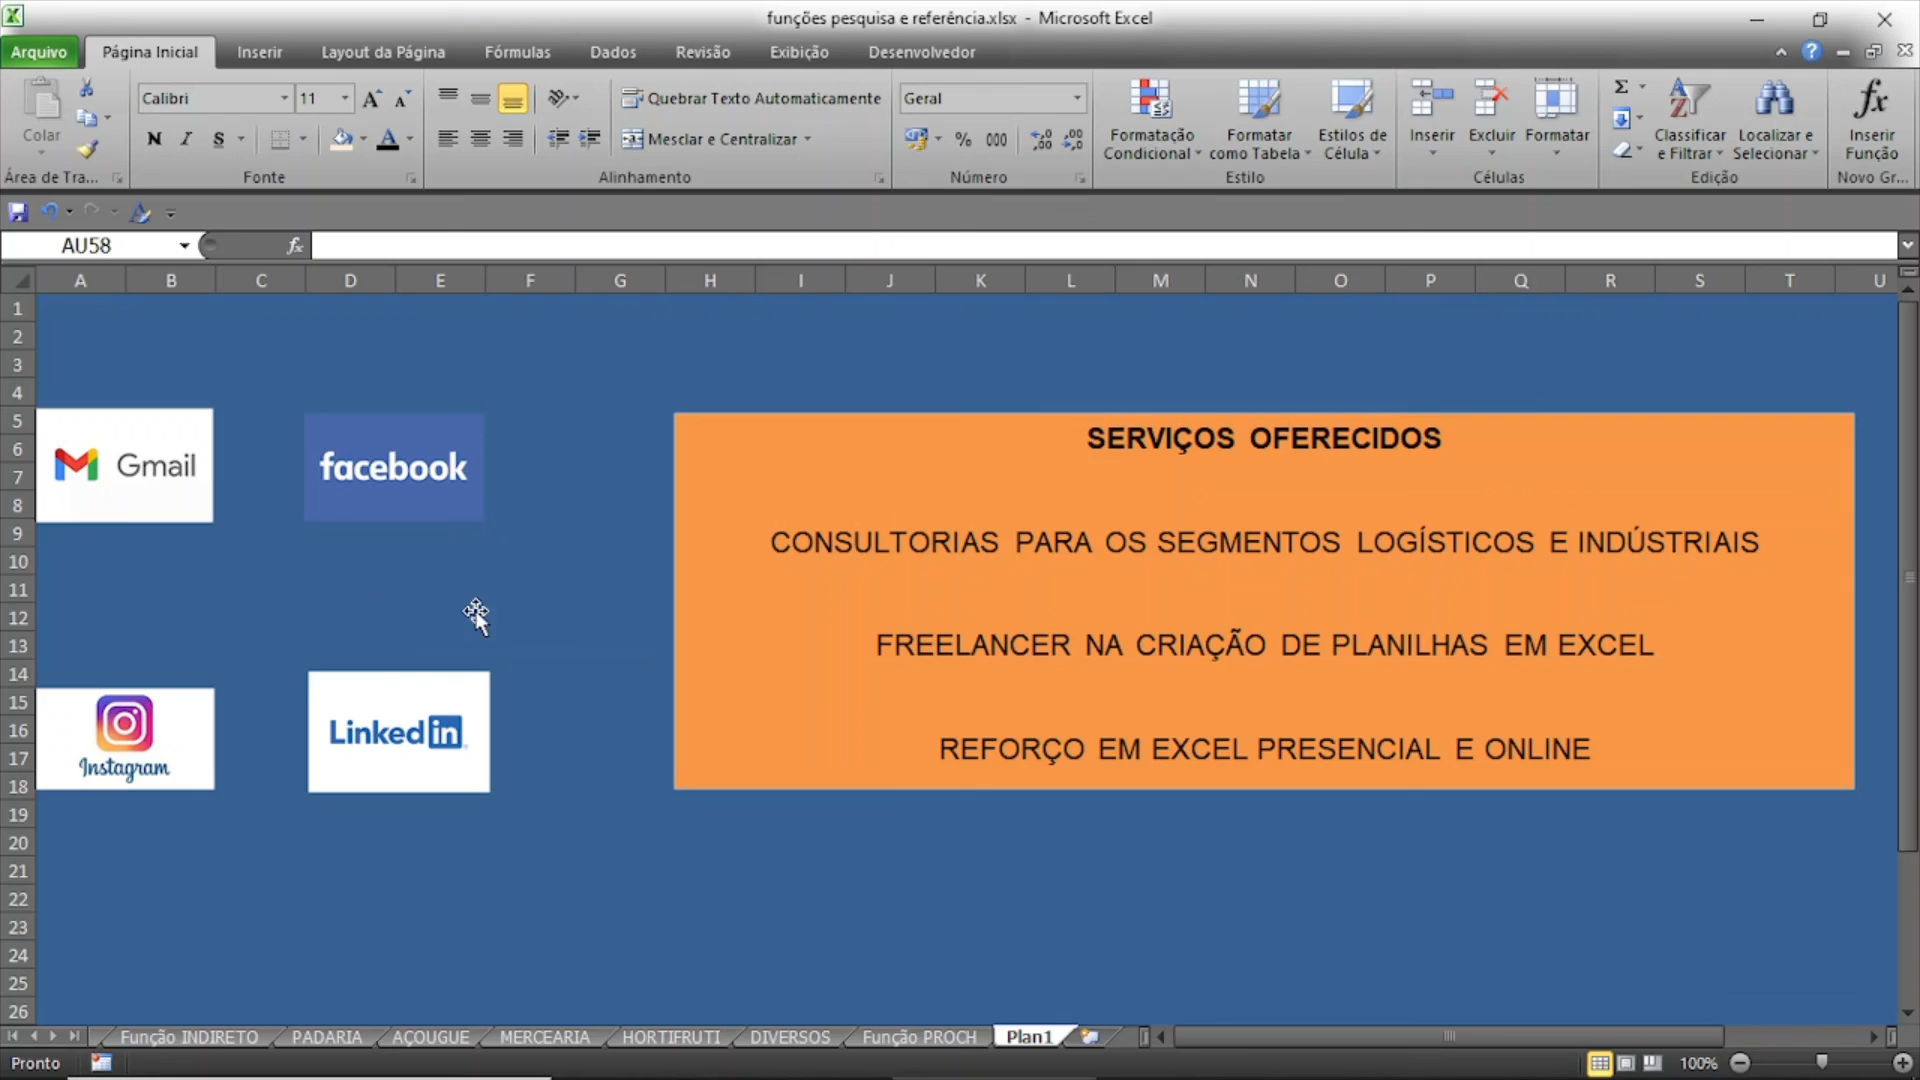 funções pesquisa e referência.xlsx - Microsoft Excel
Arquivo Página Inicial Inserir Layout da Página Fórmulas Dados Revisão Exibição Desenvolvedor
Calibri 11 Quebrar Texto Automaticamente Geral
Colar N I S Mesclar e Centralizar % 000
Formatação Condicional Formatar como Tabela Estilos de Célula Inserir Excluir Formatar Σ Classificar e Filtrar Localizar e Selecionar fx Inserir Função
Área de Tra... Fonte Alinhamento Número Estilo Células Edição Novo Gr...
AU58 fx
A B C D E F G H I J K L M N O P Q R S T U
1
2
3
4
5
6
7
8
9
10
11
12
13
14
15
16
17
18
19
20
21
22
23
24
25
26
Gmail
facebook
Instagram
Linked in
SERVIÇOS OFERECIDOS
CONSULTORIAS PARA OS SEGMENTOS LOGÍSTICOS E INDÚSTRIAIS
FREELANCER NA CRIAÇÃO DE PLANILHAS EM EXCEL
REFORÇO EM EXCEL PRESENCIAL E ONLINE
Função INDIRETO PADARIA AÇOUGUE MERCEARIA HORTIFRUTI DIVERSOS Função PROCH Plan1
Pronto 100%